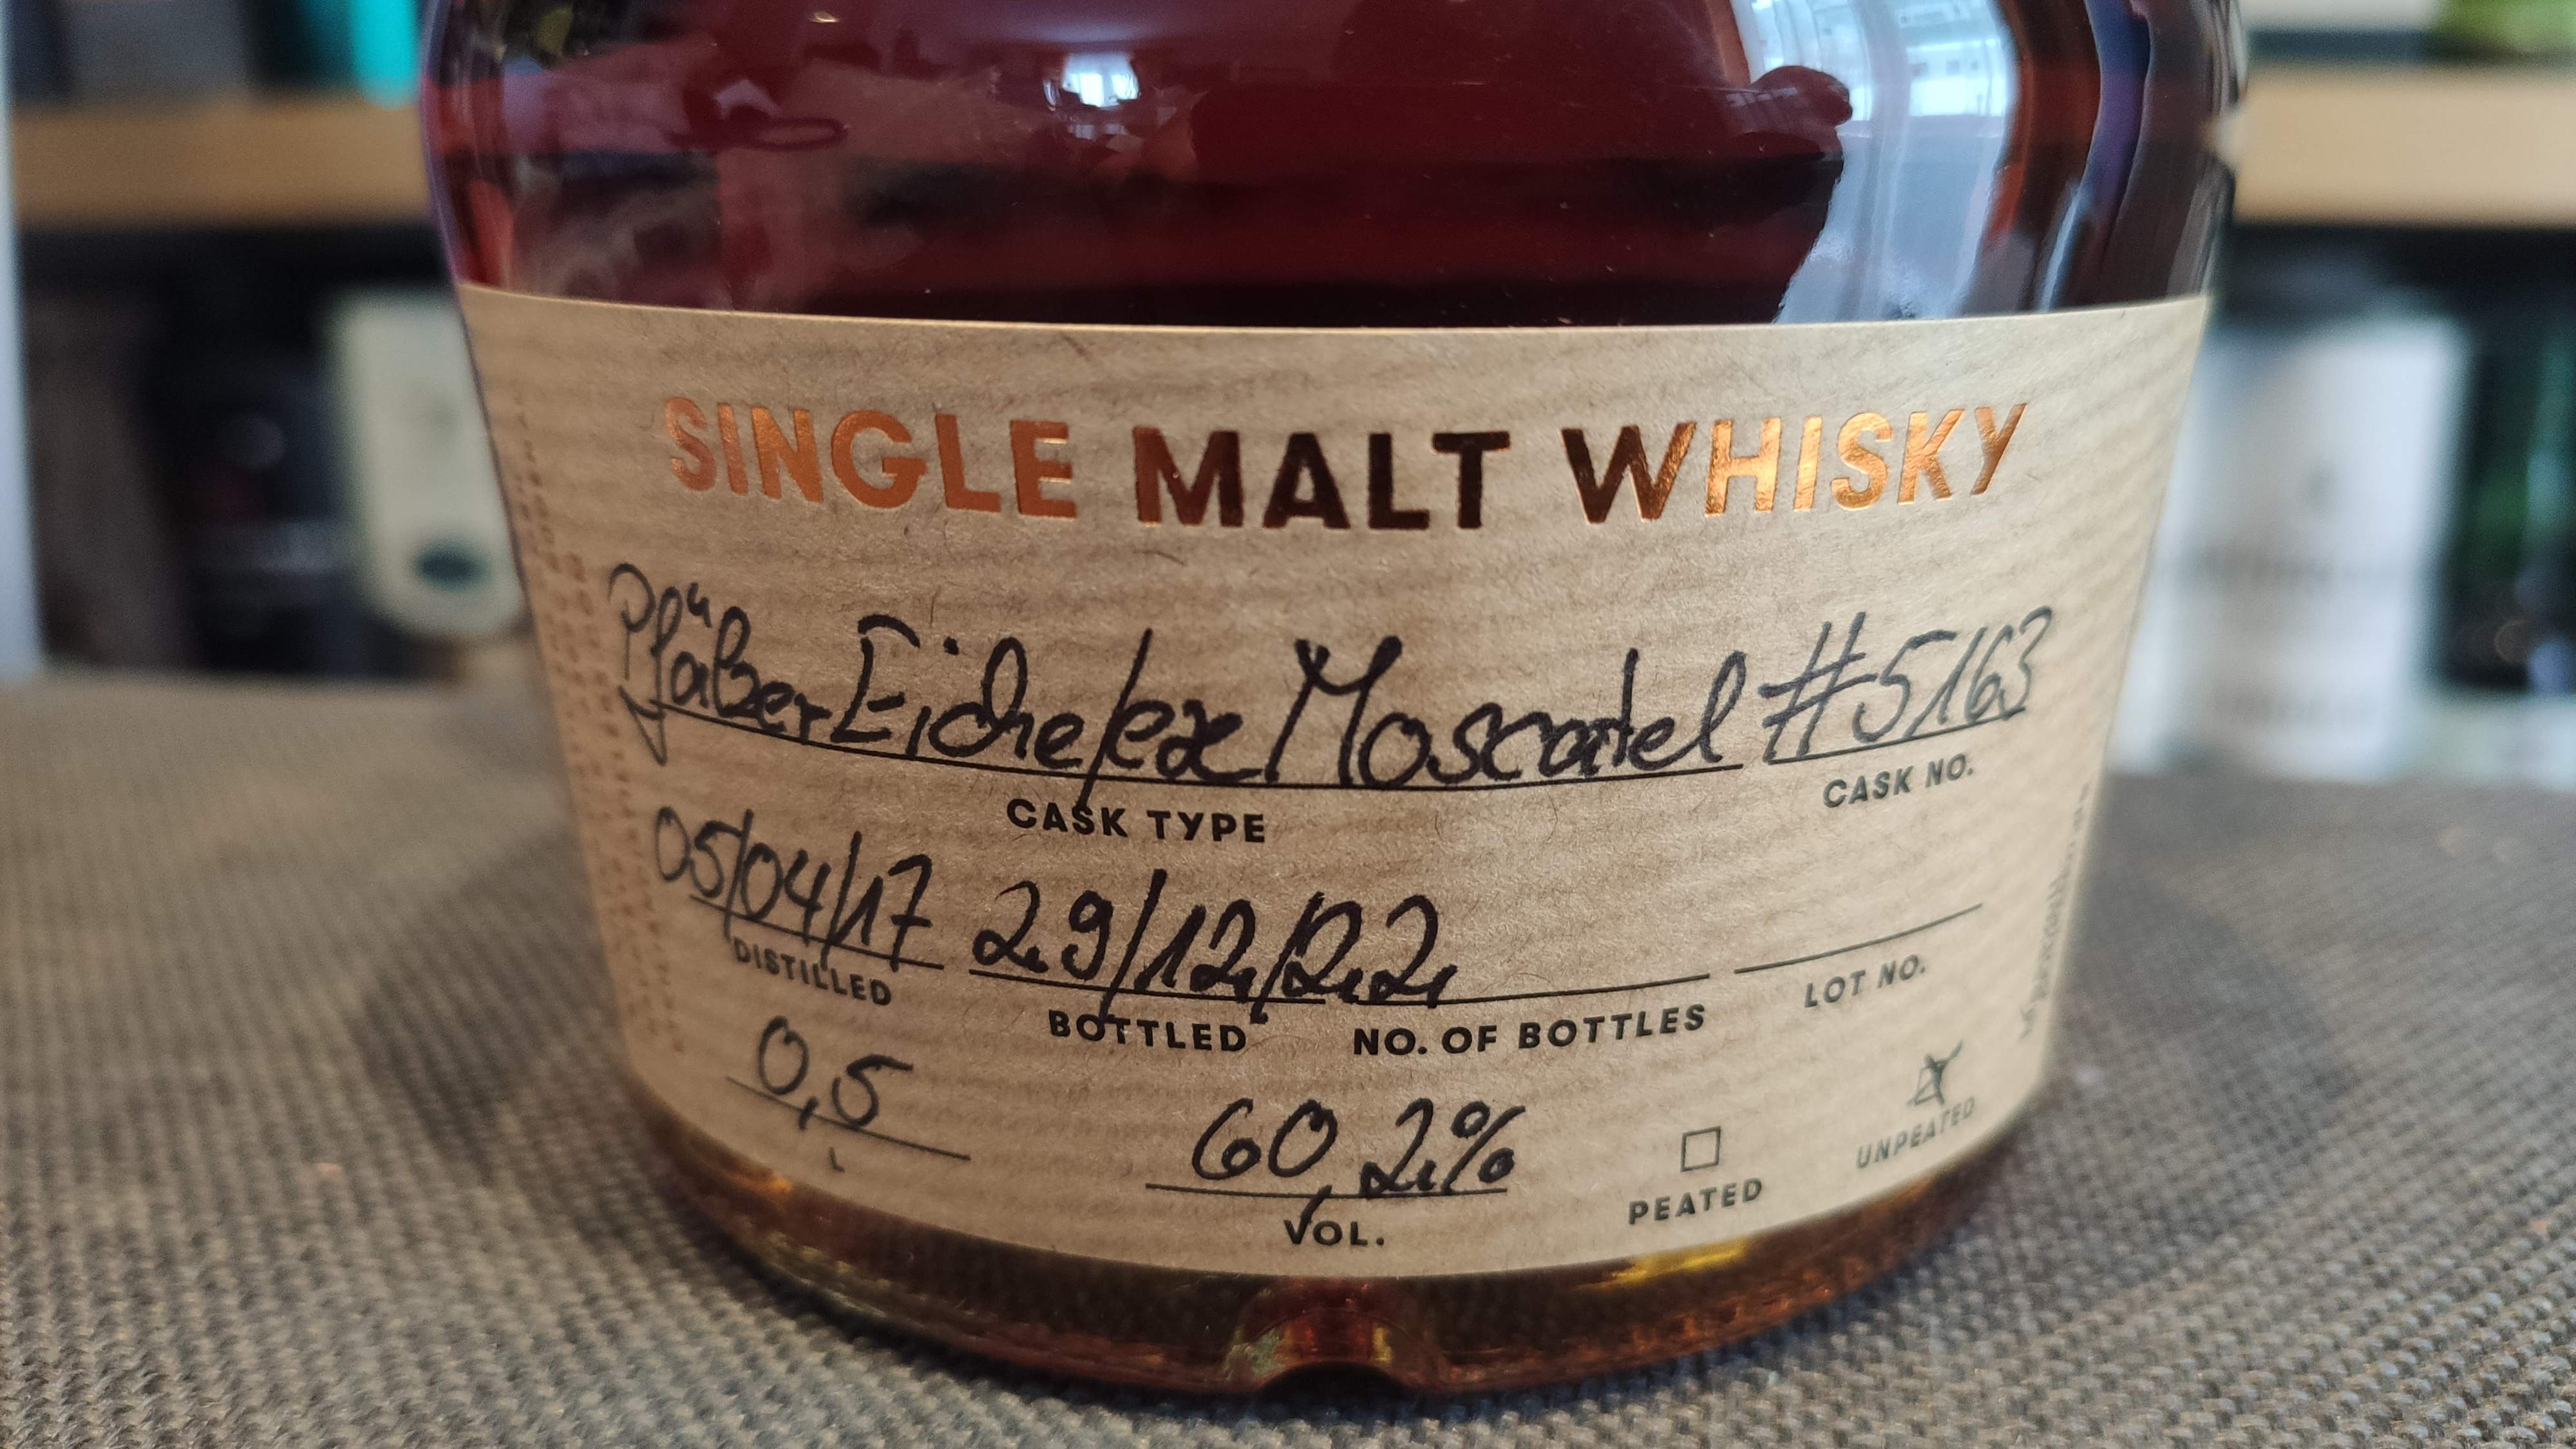 SINGLE MALT WHISKY
Pfälzer Eiche/ex Moscatel #5163
CASK TYPE CASK NO.
05/04/17 29/12/22
DISTILLED BOTTLED NO. OF BOTTLES LOT NO.
0,5 60,2%
L VOL. PEATED UNPEATED